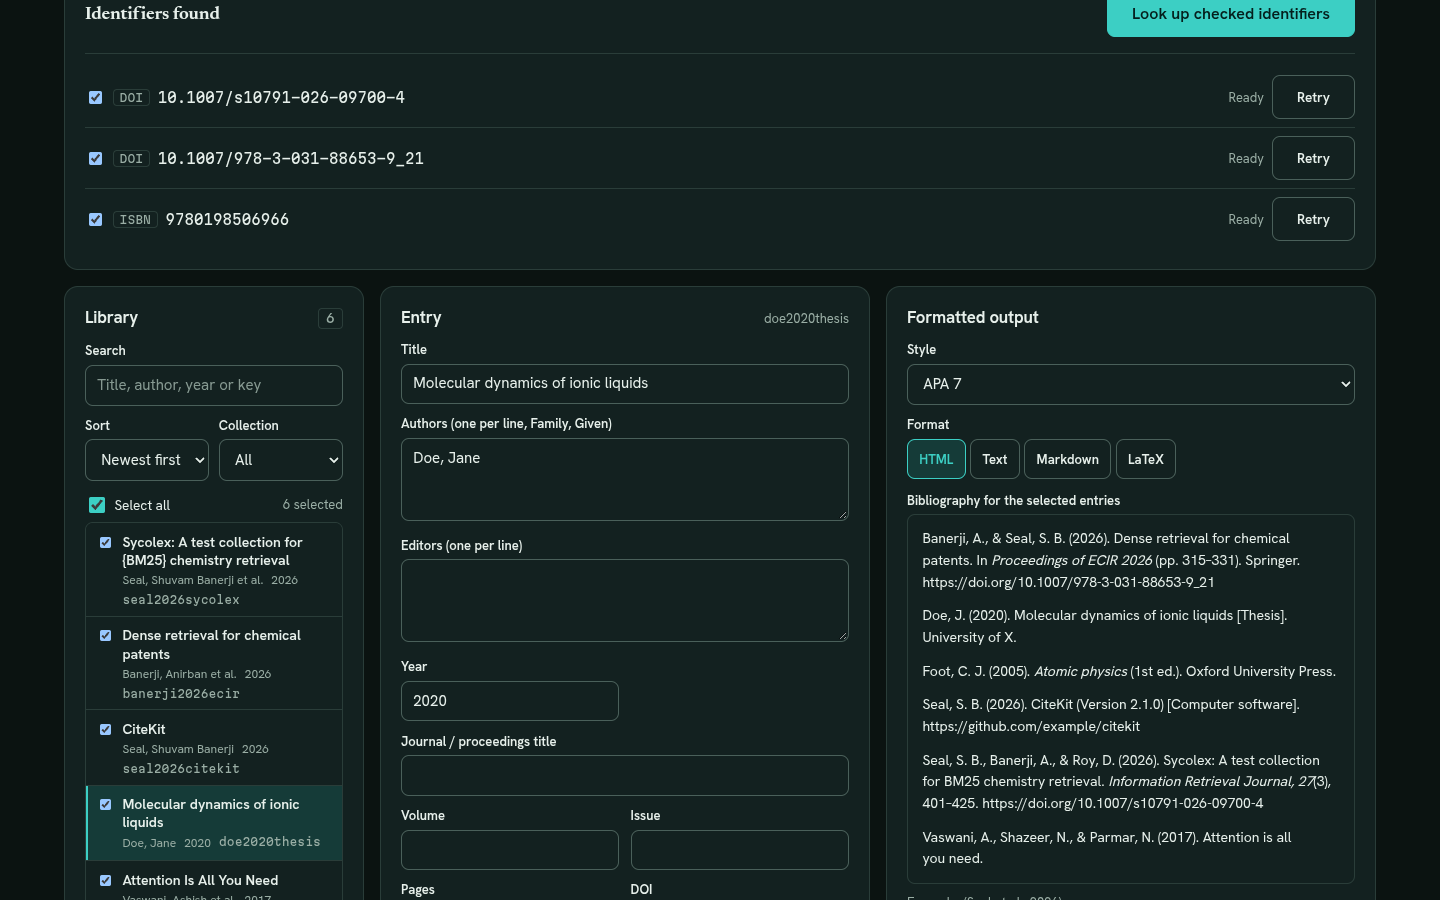 Identifiers found
Look up checked identifiers
DOI 10.1007/s10791-026-09700-4 Ready Retry
DOI 10.1007/978-3-031-88653-9_21 Ready Retry
ISBN 9780198506966 Ready Retry
Library 6
Search
Title, author, year or key
Sort Collection
Newest first All
Select all 6 selected
Sycolex: A test collection for
{BM25} chemistry retrieval
Seal, Shuvam Banerji et al. 2026
seal2026sycolex
Dense retrieval for chemical
patents
Banerji, Anirban et al. 2026
banerji2026ecir
CiteKit
Seal, Shuvam Banerji 2026
seal2026citekit
Molecular dynamics of ionic
liquids
Doe, Jane 2020 doe2020thesis
Attention Is All You Need
Vaswani, Ashish et al. 2017
Entry doe2020thesis
Title
Molecular dynamics of ionic liquids
Authors (one per line, Family, Given)
Doe, Jane
Editors (one per line)
Year
2020
Journal / proceedings title
Volume Issue
Pages DOI
Formatted output
Style
APA 7
Format
HTML Text Markdown LaTeX
Bibliography for the selected entries
Banerji, A., & Seal, S. B. (2026). Dense retrieval for chemical
patents. In Proceedings of ECIR 2026 (pp. 315–331). Springer.
https://doi.org/10.1007/978-3-031-88653-9_21
Doe, J. (2020). Molecular dynamics of ionic liquids [Thesis].
University of X.
Foot, C. J. (2005). Atomic physics (1st ed.). Oxford University Press.
Seal, S. B. (2026). CiteKit (Version 2.1.0) [Computer software].
https://github.com/example/citekit
Seal, S. B., Banerji, A., & Roy, D. (2026). Sycolex: A test collection
for BM25 chemistry retrieval. Information Retrieval Journal, 27(3),
401–425. https://doi.org/10.1007/s10791-026-09700-4
Vaswani, A., Shazeer, N., & Parmar, N. (2017). Attention is all
you need.